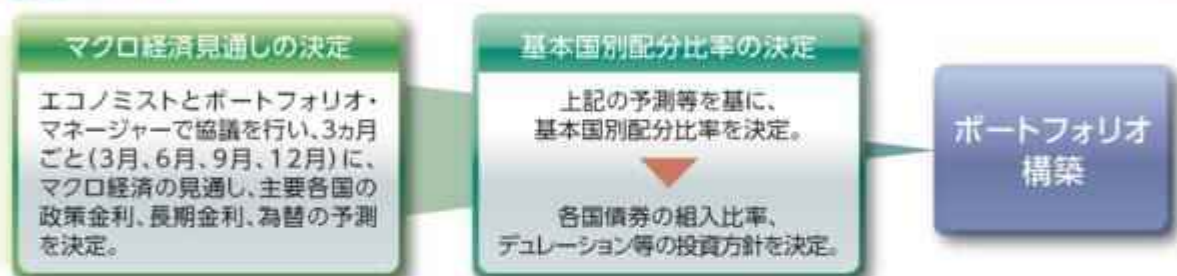 マクロ経済見通しの決定
エコノミストとポートフォリオ・
マネージャーで協議を行い、3ヵ月
ごと(3月、6月、9月、12月)に、
マクロ経済の見通し、主要各国の
政策金利、長期金利、為替の予測
を決定。
基本国別配分比率の決定
上記の予測等を基に、
基本国別配分比率を決定。
各国債券の組入比率、
デュレーション等の投資方針を決定。
ポートフォリオ
構築